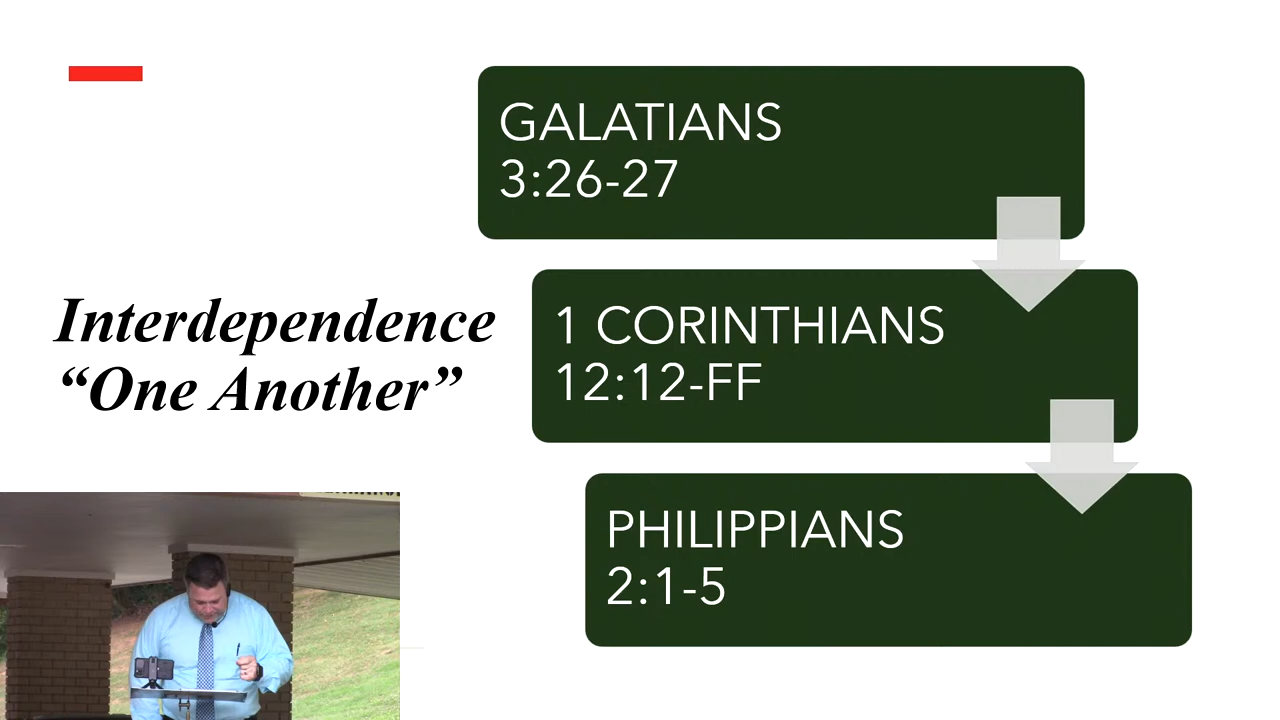 GALATIANS
3:26-27
Interdependence
“One Another”
1 CORINTHIANS
12:12-FF
PHILIPPIANS
2:1-5